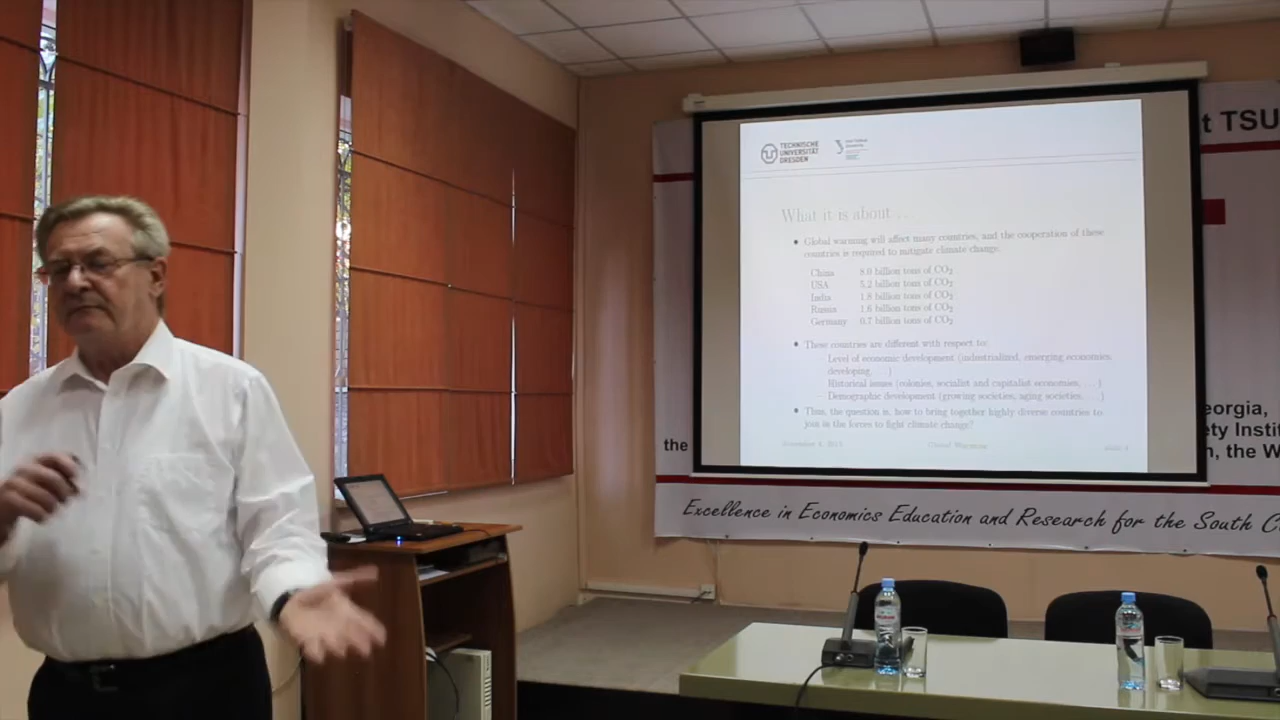 TECHNISCHE
UNIVERSITÄT
DRESDEN
What it is about . . .
• Global warming will affect many countries, and the cooperation of these
countries is required to mitigate climate change.
China 8.0 billion tons of CO2
USA 5.2 billion tons of CO2
India 1.8 billion tons of CO2
Russia 1.6 billion tons of CO2
Germany 0.7 billion tons of CO2
• These countries are different with respect to:
– Level of economic development (industrialized, emerging economies,
developing, . . . )
– Historical issues (colonies, socialist and capitalist economies, . . . )
– Demographic development (growing societies, aging societies, . . . )
• Thus, the question is, how to bring together highly diverse countries to
join in the forces to fight climate change?
t TSU
eorgia,
ety Instit
the
n, the W
Excellence in Economics Education and Research for the South C